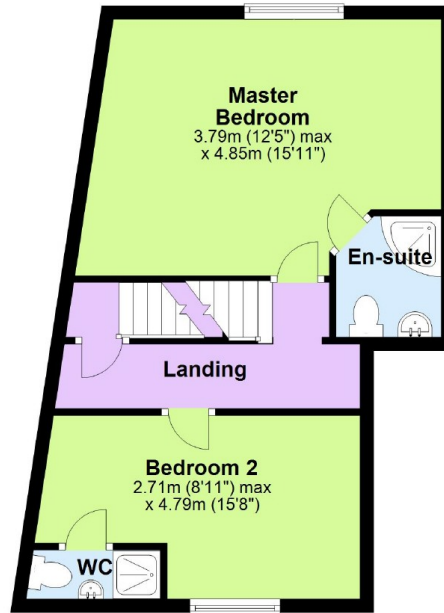 Master
Bedroom
3.79m (12'5") max
x 4.85m (15'11")
En-suite
Landing
Bedroom 2
2.71m (8'11") max
x 4.79m (15'8")
WC